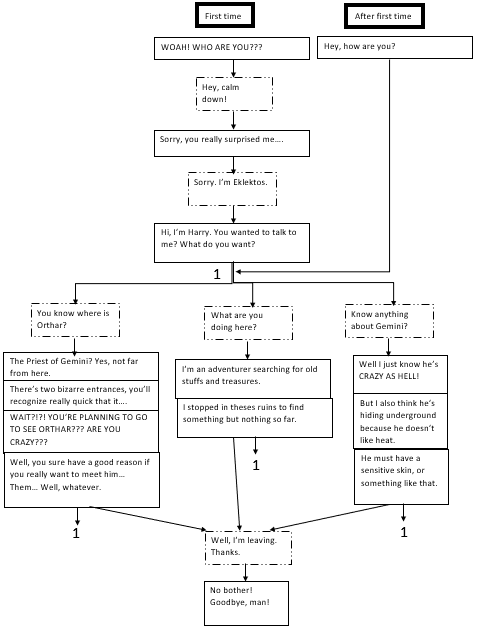 First time
After first time
WOAH! WHO ARE YOU???
Hey, how are you?
Hey, calm
down!
Sorry, you really surprised me....
Sorry. I'm Eklektos.
Hi, I'm Harry. You wanted to talk to
me? What do you want?
1
You know where is
Orthar?
What are you
doing here?
Know anything
about Gemini?
The Priest of Gemini? Yes, not far
from here.
There's two bizarre entrances, you'll
recognize really quick that it....
WAIT?!?! YOU'RE PLANNING TO GO
TO SEE ORTHAR??? ARE YOU
CRAZY???
Well, you sure have a good reason if
you really want to meet him...
Them... Well, whatever.
1
I'm an adventurer searching for old
stuffs and treasures.
I stopped in theses ruins to find
something but nothing so far.
1
Well I just know he's
CRAZY AS HELL!
But I also think he's
hiding underground
because he doesn't
like heat.
He must have a
sensitive skin, or
something like that.
1
Well, I'm leaving.
Thanks.
No bother!
Goodbye, man!